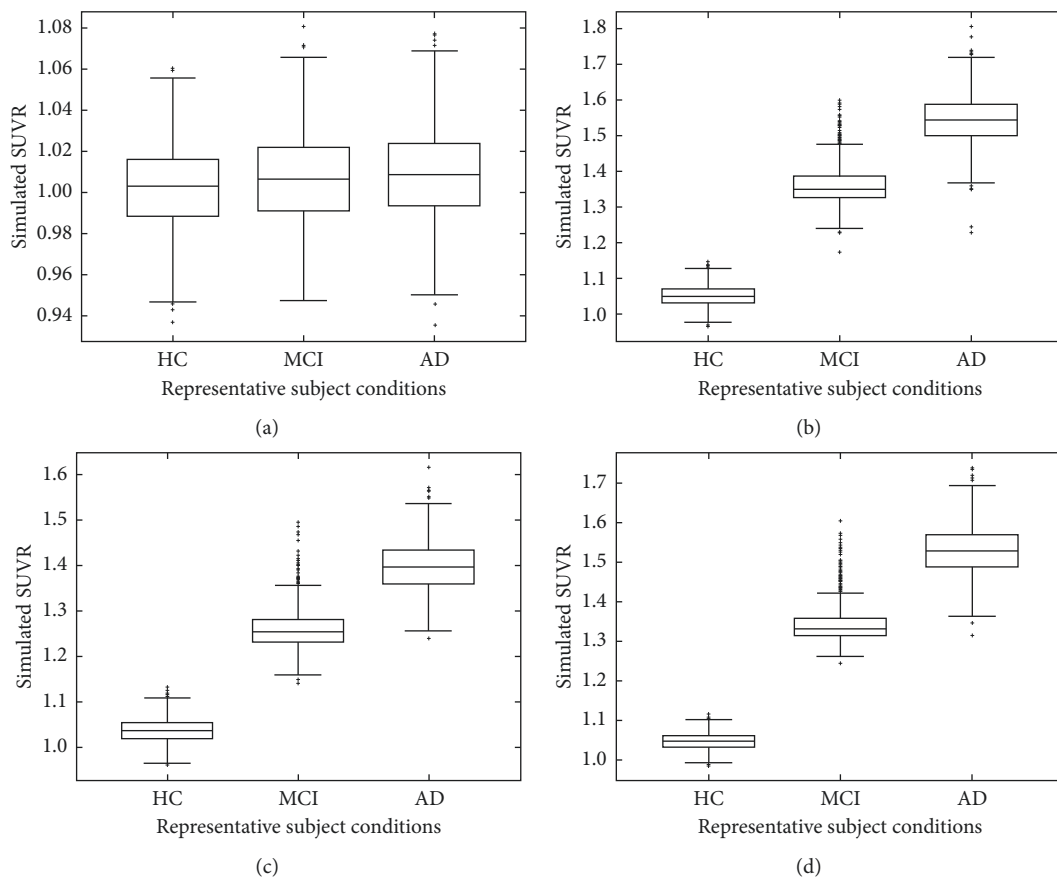 Simulated SUVR
1.08
1.06
1.04
1.02
1.00
0.98
0.96
0.94
HC MCI AD
Representative subject conditions
(a)
Simulated SUVR
1.8
1.7
1.6
1.5
1.4
1.3
1.2
1.1
1.0
HC MCI AD
Representative subject conditions
(b)
Simulated SUVR
1.6
1.5
1.4
1.3
1.2
1.1
1.0
HC MCI AD
Representative subject conditions
(c)
Simulated SUVR
1.7
1.6
1.5
1.4
1.3
1.2
1.1
1.0
HC MCI AD
Representative subject conditions
(d)